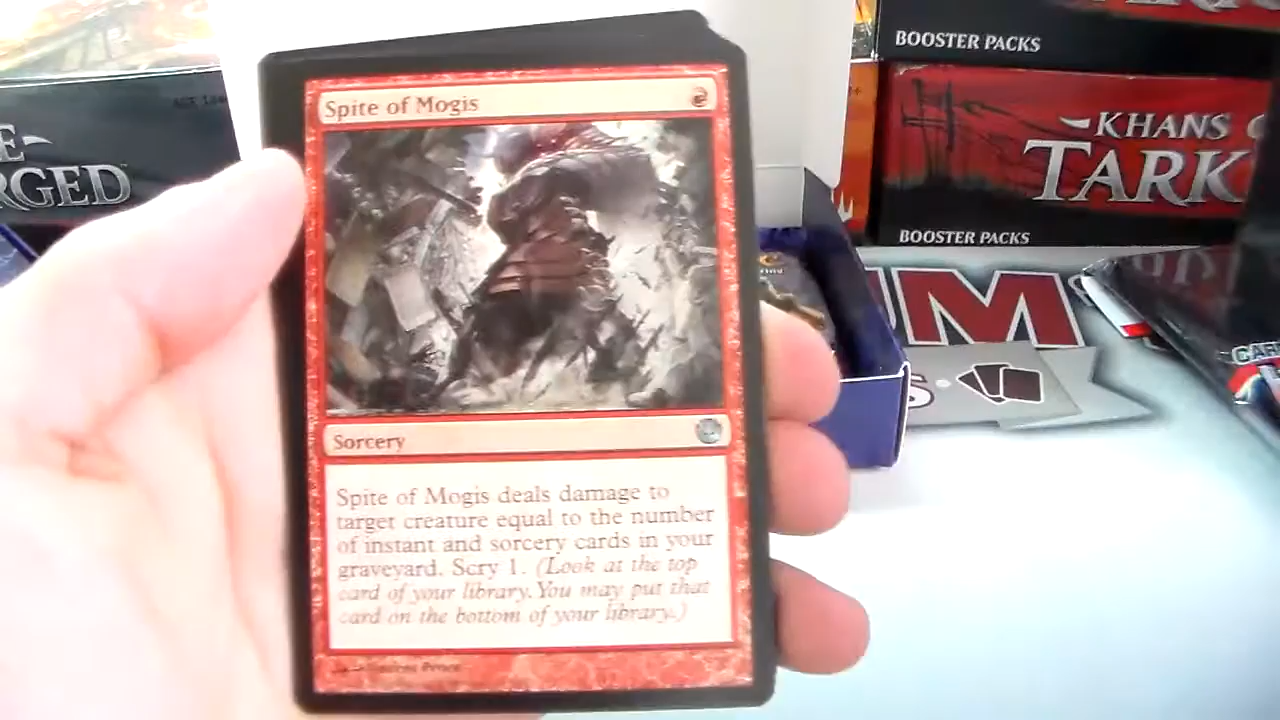 Spite of Mogis
Sorcery
Spite of Mogis deals damage to
target creature equal to the number
of instant and sorcery cards in your
graveyard. Scry 1. (Look at the top
card of your library. You may put that
card on the bottom of your library.)
RGED
BOOSTER PACKS
KHANS
TARK
BOOSTER PACKS
UM
S
CAR